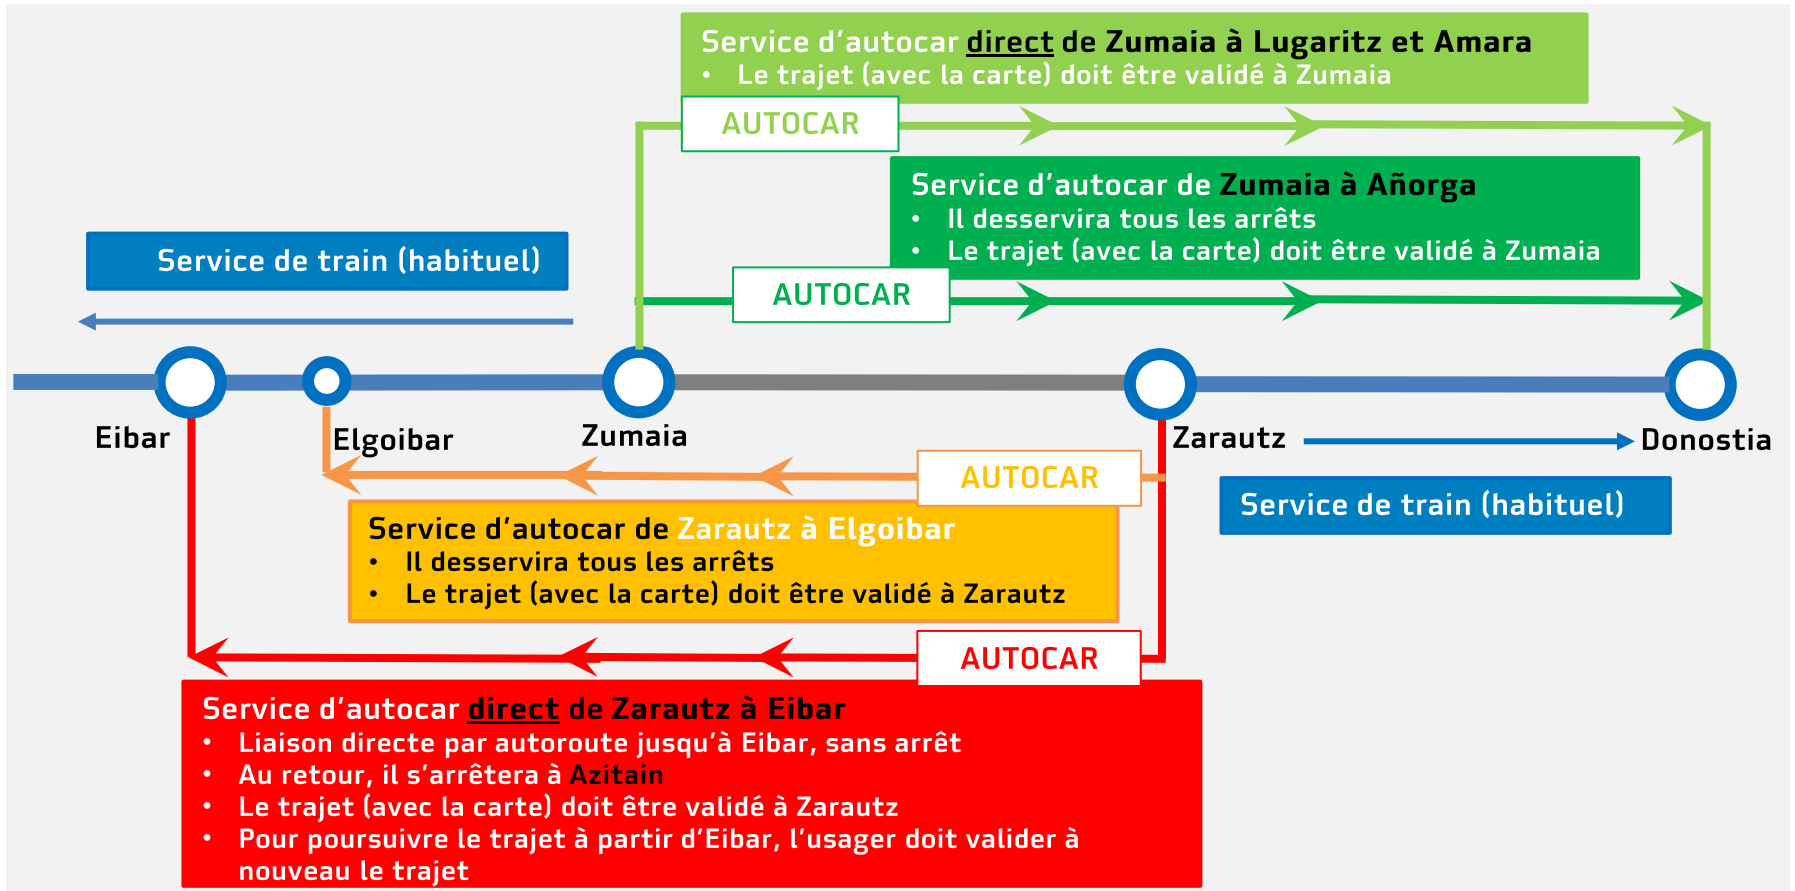 Service d'autocar direct de Zumaia à Lugaritz et Amara
• Le trajet (avec la carte) doit être validé à Zumaia
AUTOCAR
Service d'autocar de Zumaia à Añorga
• Il desservira tous les arrêts
• Le trajet (avec la carte) doit être validé à Zumaia
AUTOCAR
Service de train (habituel)
Eibar
Elgoibar
Zumaia
Zarautz
Donostia
AUTOCAR
Service de train (habituel)
Service d'autocar de Zarautz à Elgoibar
• Il desservira tous les arrêts
• Le trajet (avec la carte) doit être validé à Zarautz
AUTOCAR
Service d'autocar direct de Zarautz à Eibar
• Liaison directe par autoroute jusqu'à Eibar, sans arrêt
• Au retour, il s'arrêtera à Azitain
• Le trajet (avec la carte) doit être validé à Zarautz
• Pour poursuivre le trajet à partir d'Eibar, l'usager doit valider à
nouveau le trajet